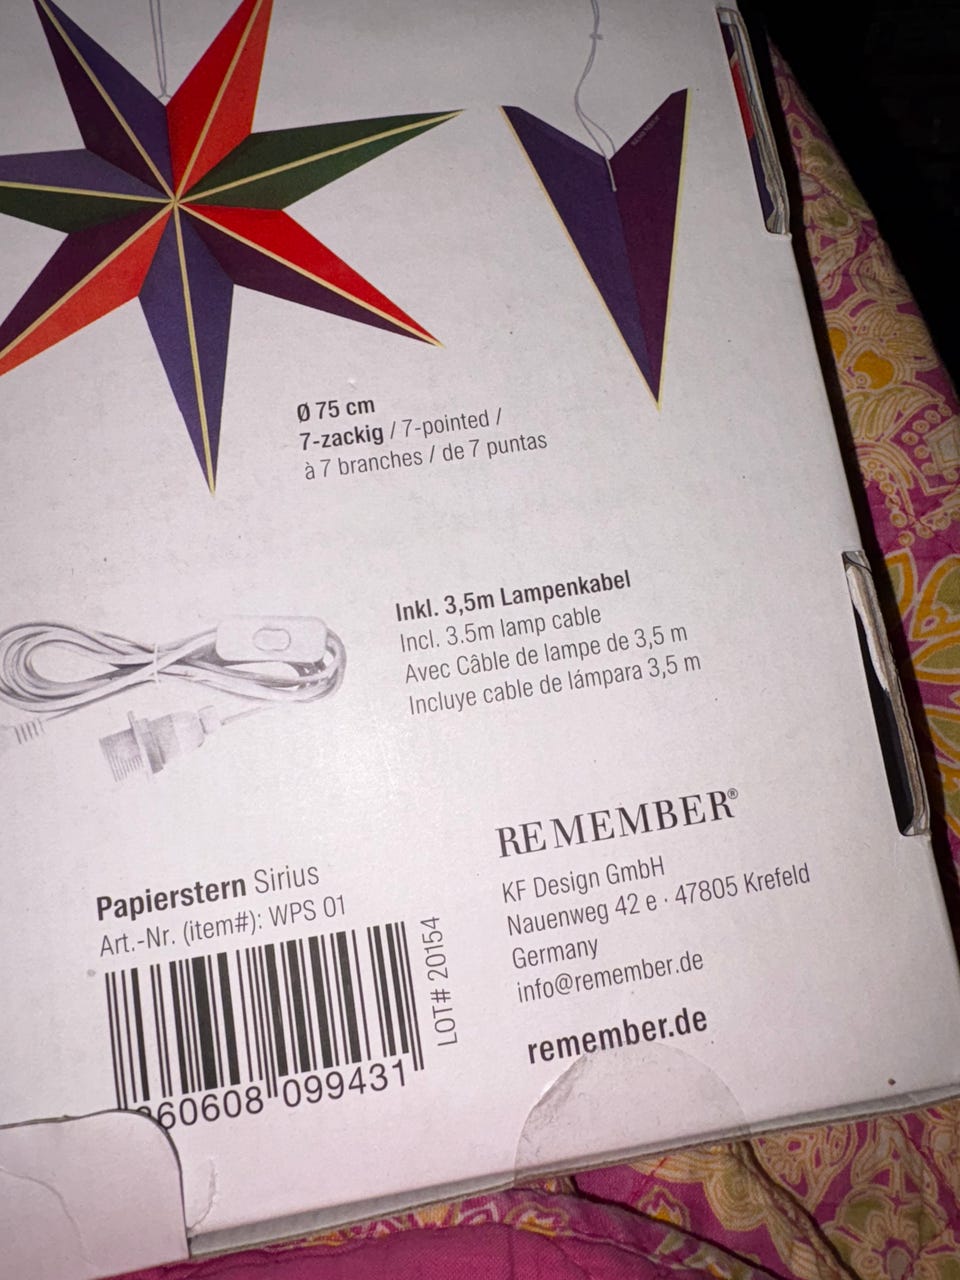 Ø 75 cm
7-zackig / 7-pointed /
à 7 branches / de 7 puntas
Inkl. 3,5m Lampenkabel
Incl. 3.5m lamp cable
Avec Câble de lampe de 3,5 m
Incluye cable de lámpara 3,5 m
REMEMBER®
KF Design GmbH
Nauenweg 42 e · 47805 Krefeld
Germany
info@remember.de
remember.de
Papierstern Sirius
Art.-Nr. (item#): WPS 01
LOT# 20154
260608 099431